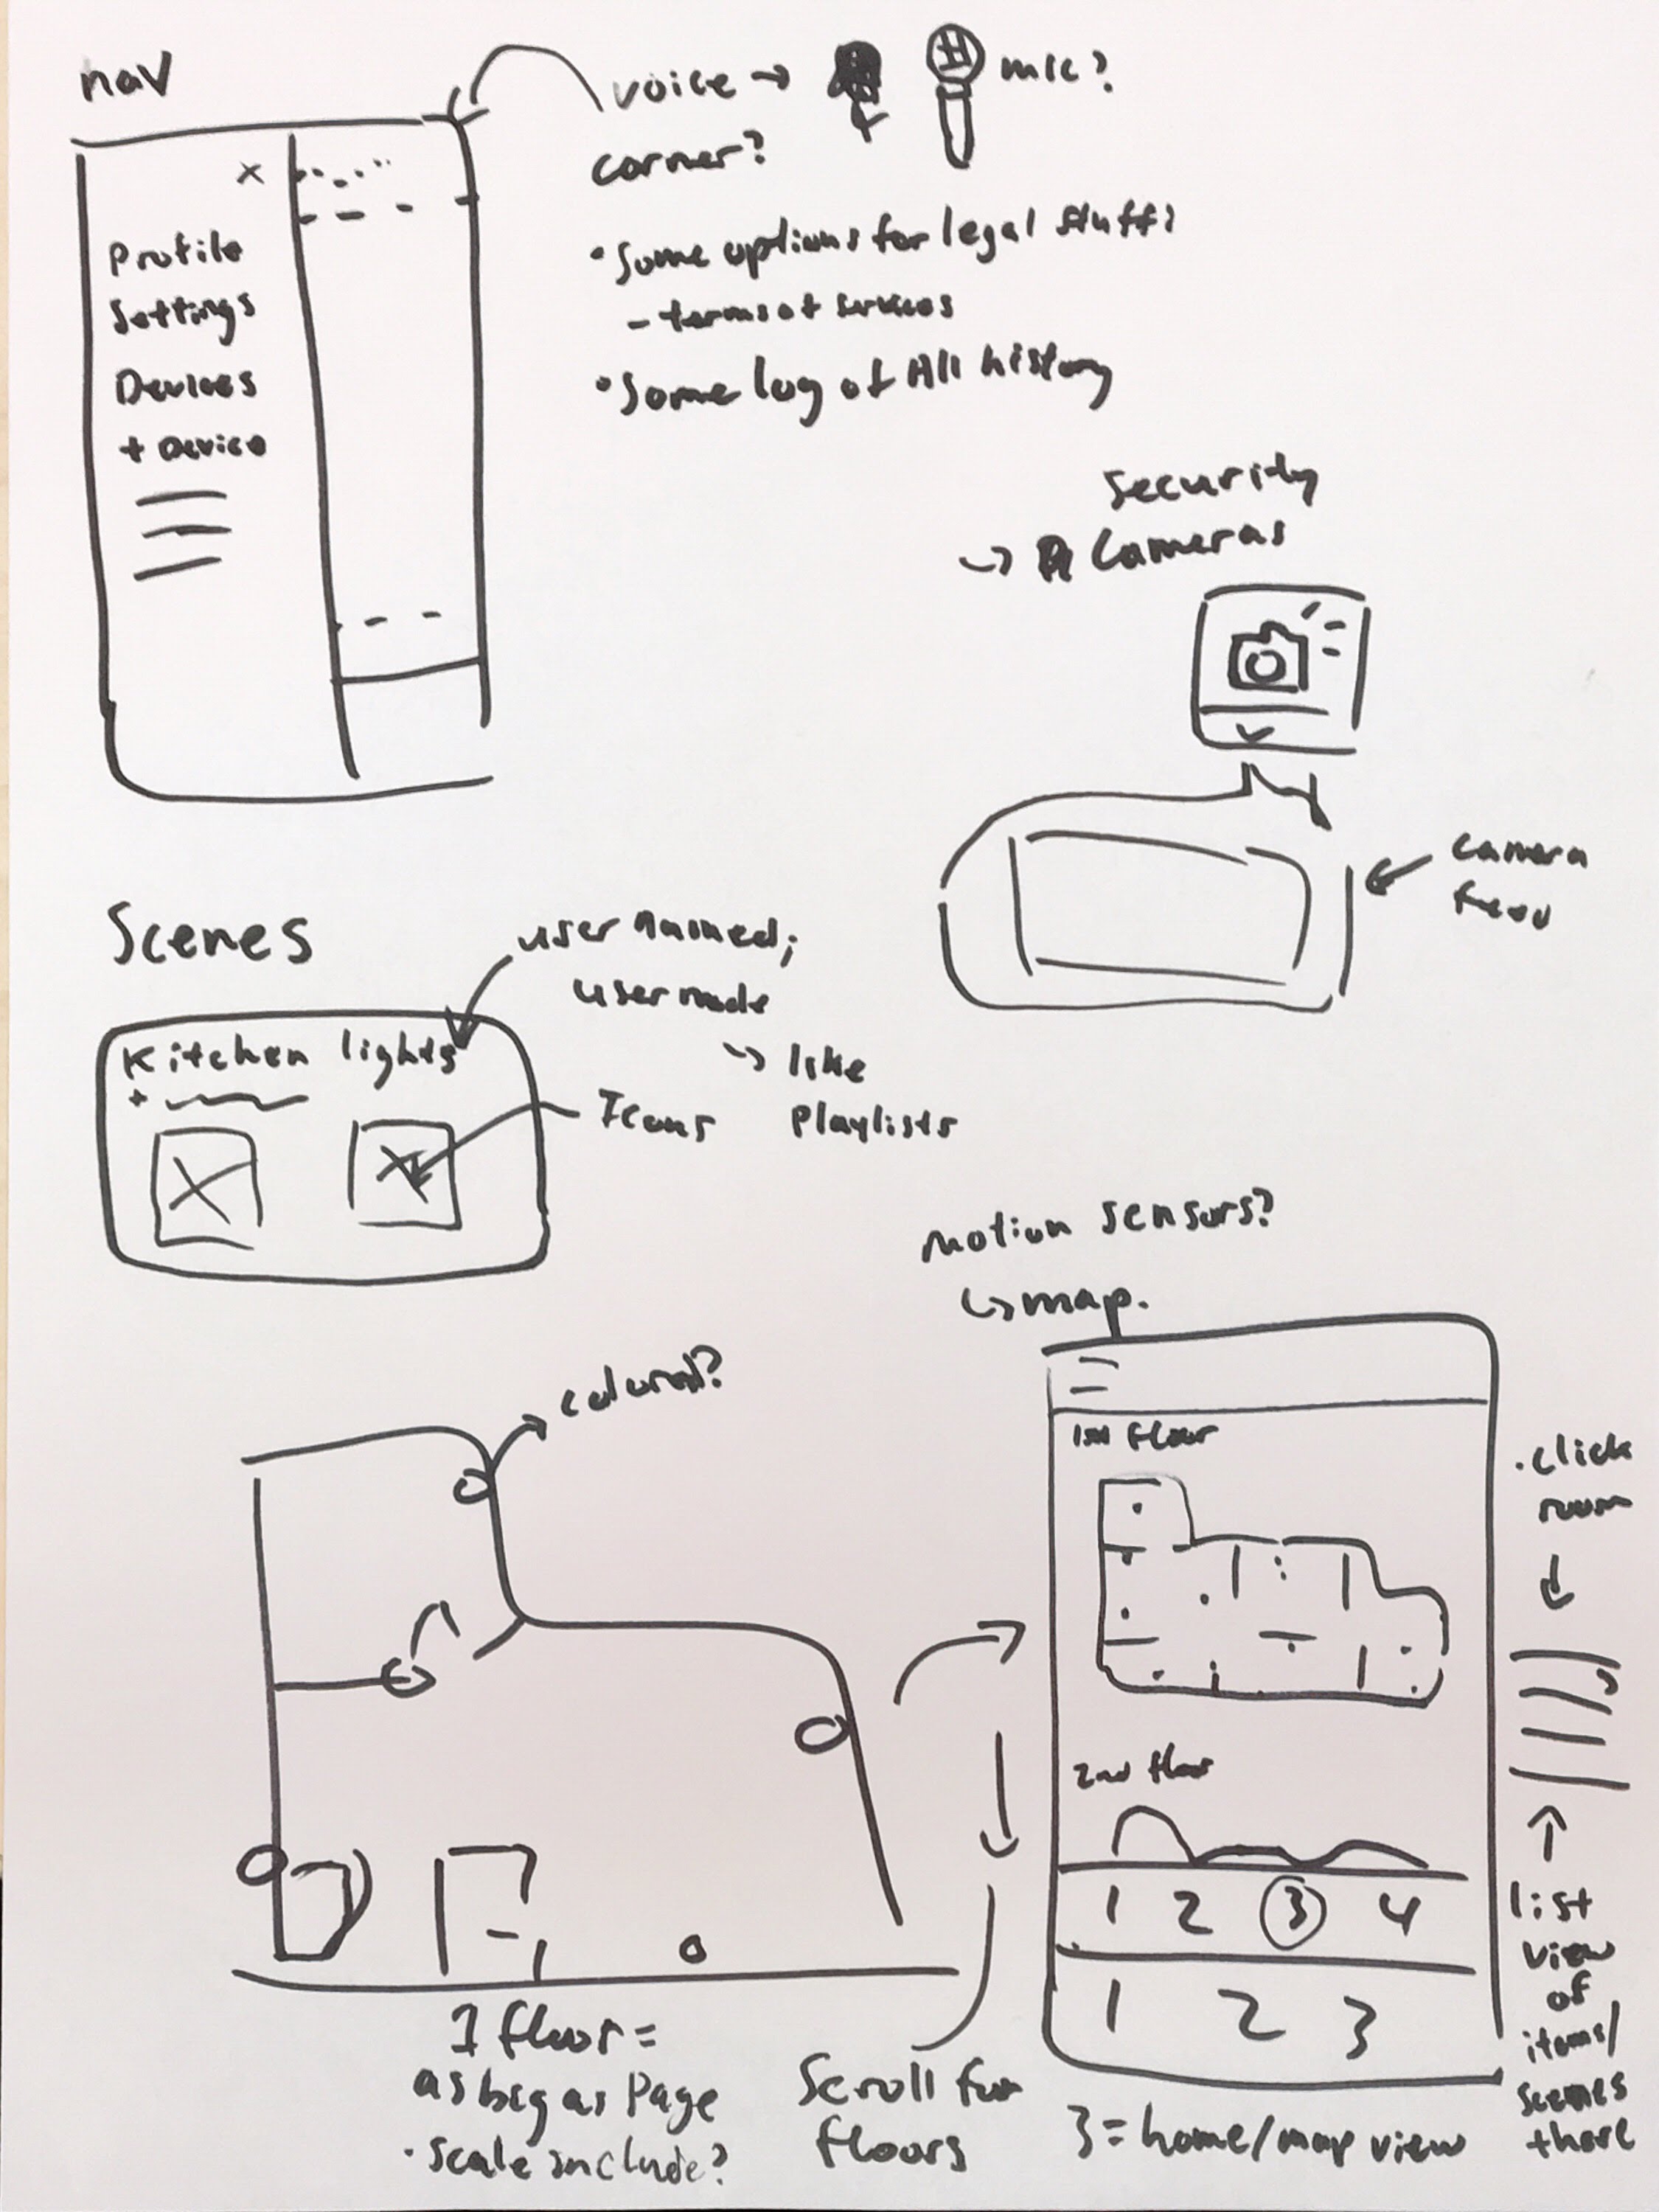 nav
voice →
mic?
corner?
x
Profile
Settings
Devices
+ Device
• Some options for legal stuff?
- terms of services
• Some log of All history
Security
↳ Cameras
camera
feed
Scenes
user named;
user made
↳ like
Playlists
Kitchen lights
+
Icons
motion sensors?
↳ map.
colored?
1st floor
2nd floor
1 2 3 4
1 2 3
• click
room
↓
↑
list
view
of
items/
scenes
there
1 floor =
as big as Page
• scale include?
Scroll for
floors
3 = home/map view